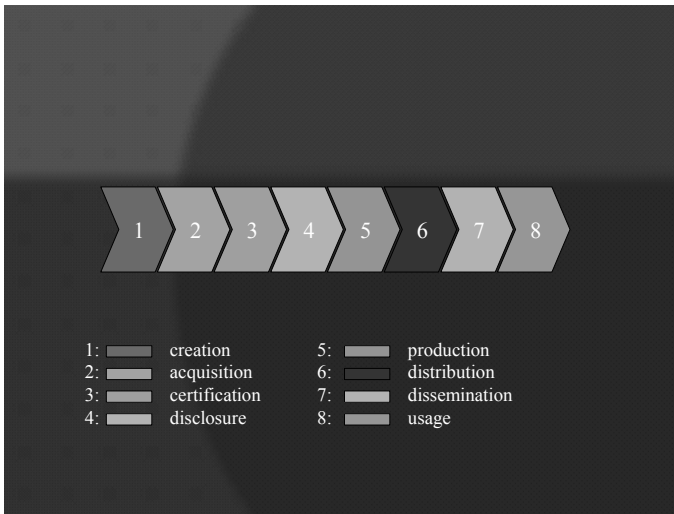 1 2 3 4 5 6 7 8
1: creation
2: acquisition
3: certification
4: disclosure
5: production
6: distribution
7: dissemination
8: usage